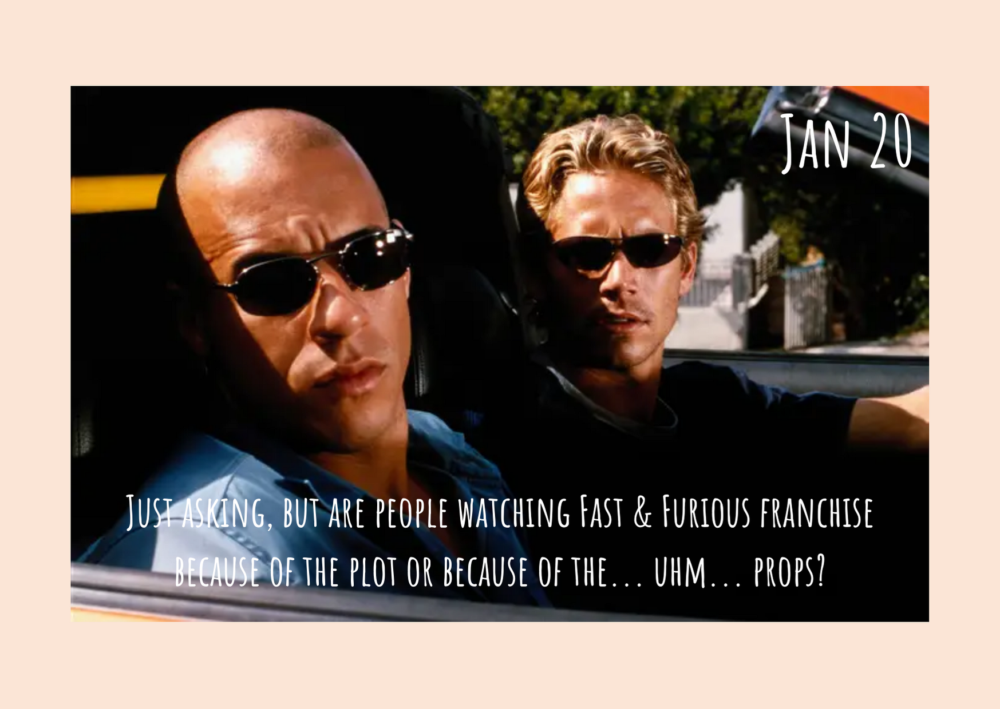 Jan 20
Just asking, but are people watching Fast & Furious franchise
because of the plot or because of the... uhm... props?